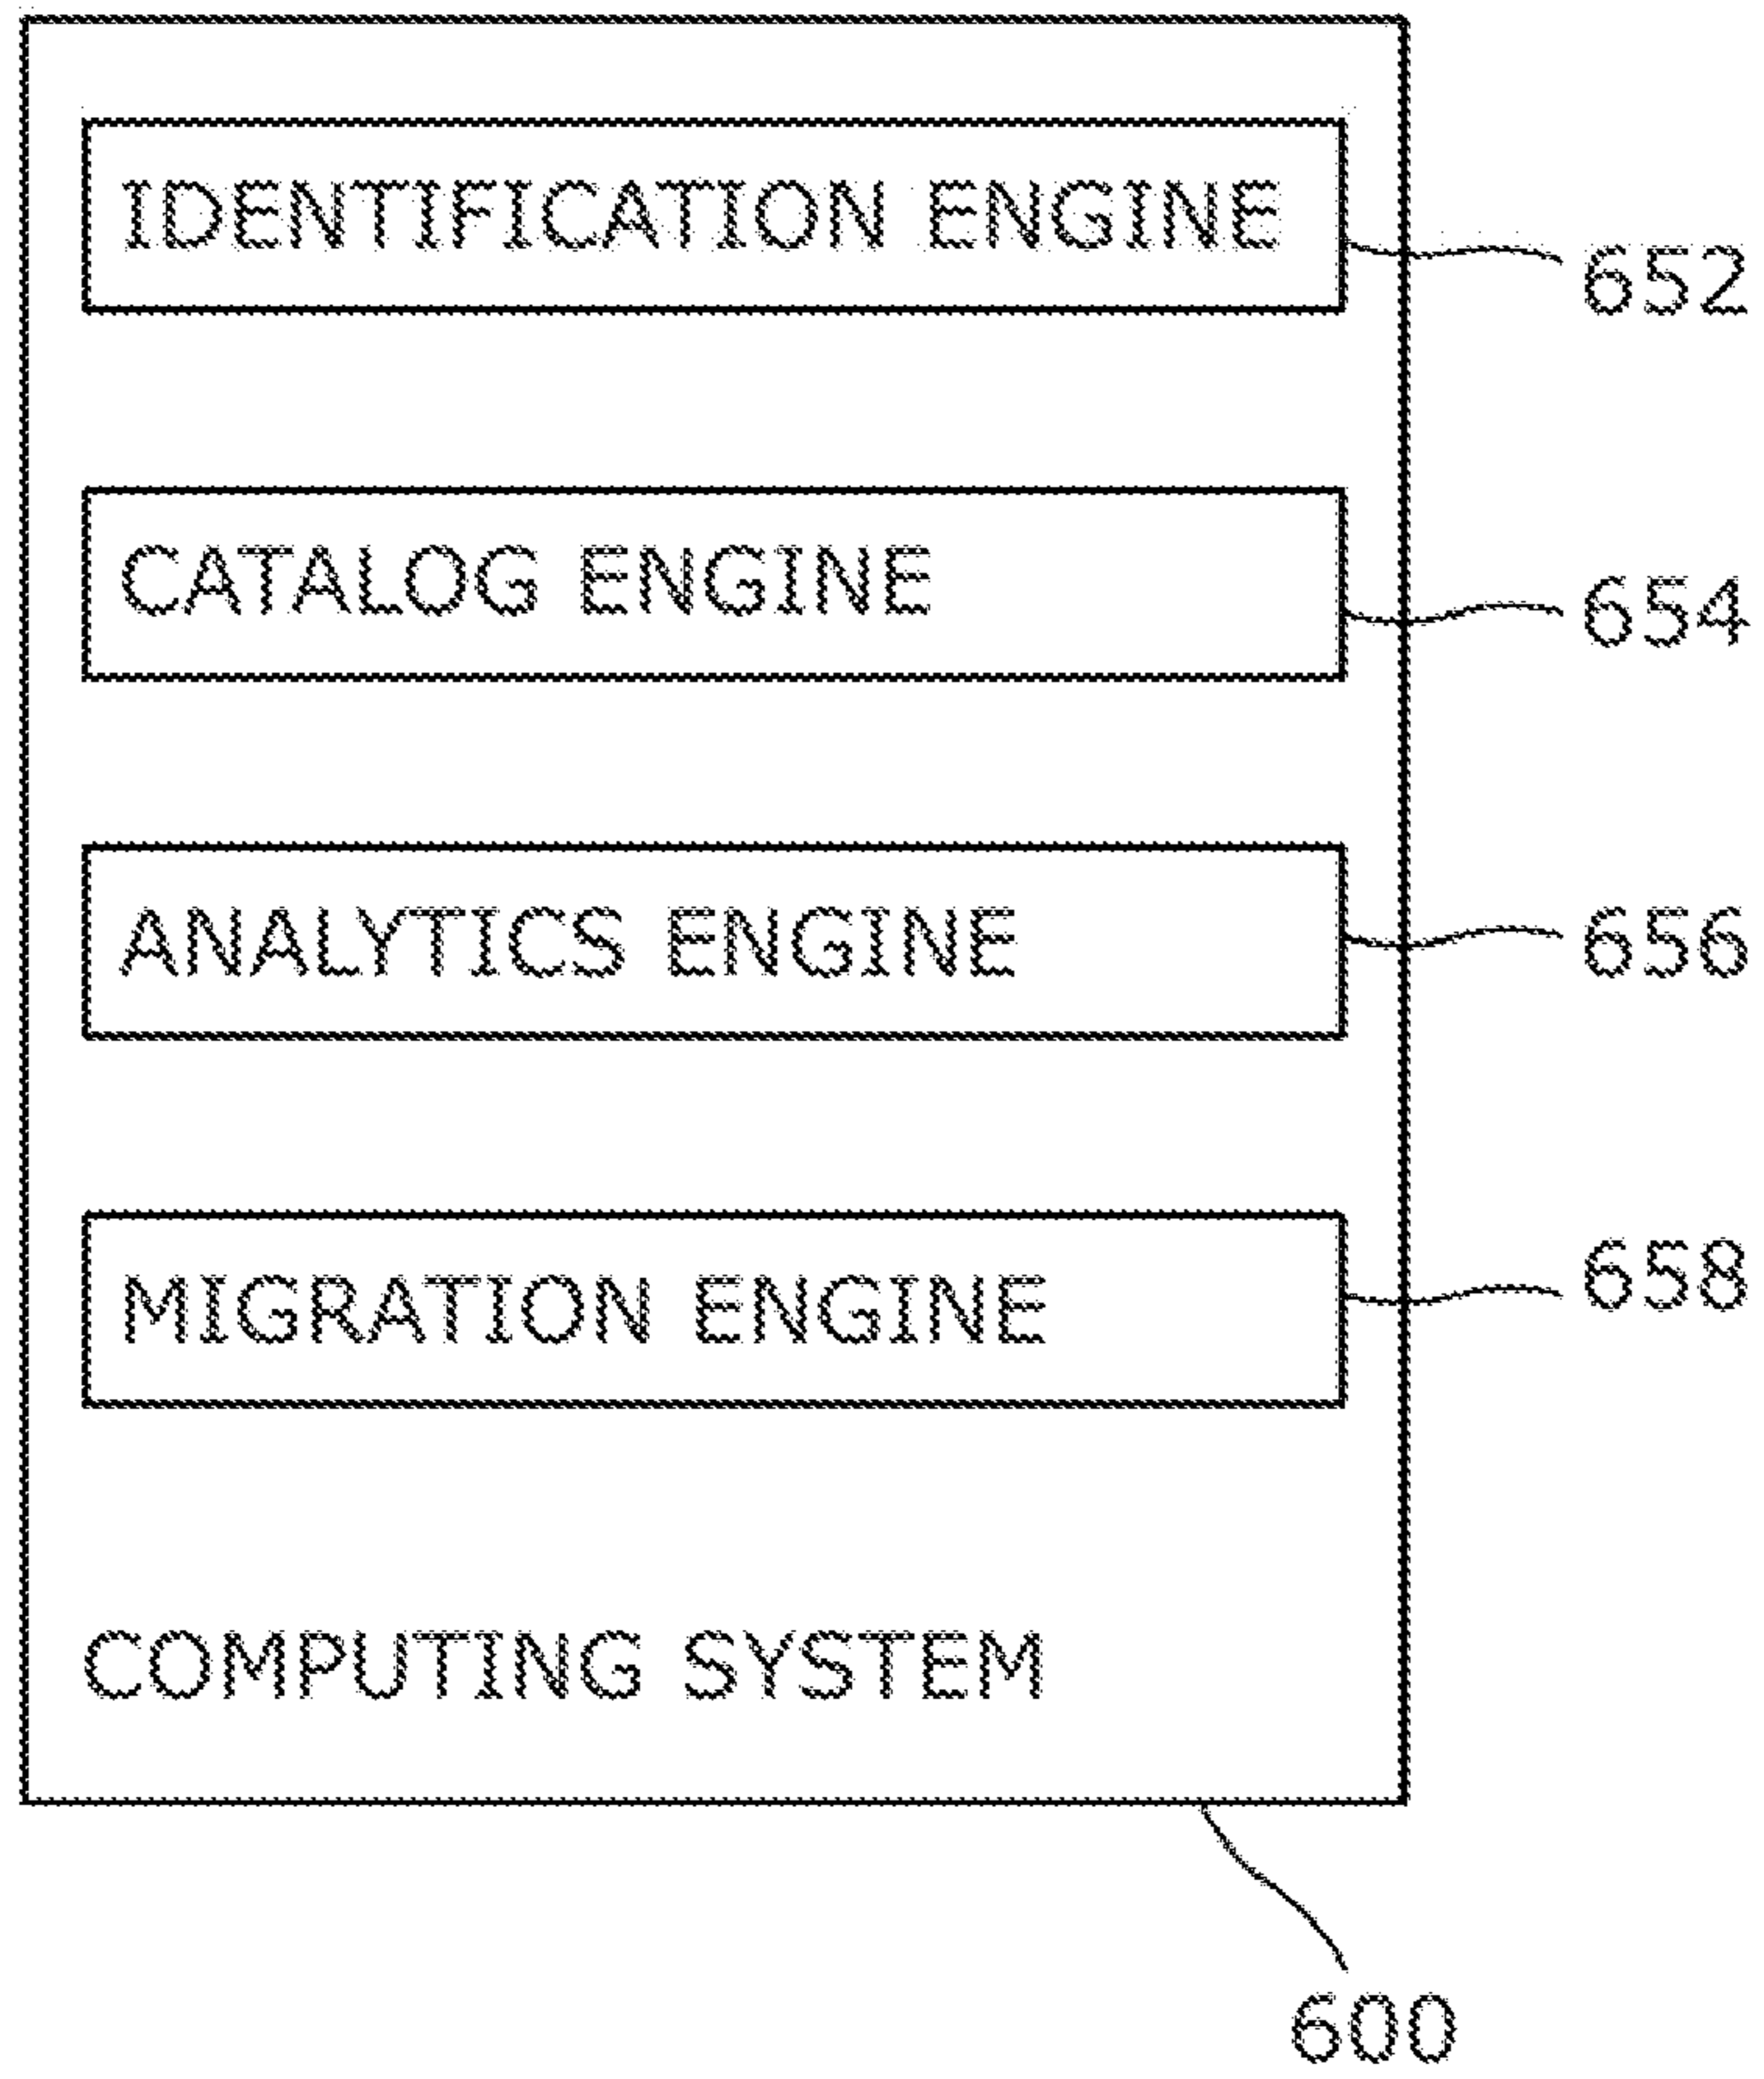 IDENTIFICATION ENGINE
652
CATALOG ENGINE
654
ANALYTICS ENGINE
656
MIGRATION ENGINE
658
COMPUTING SYSTEM
600